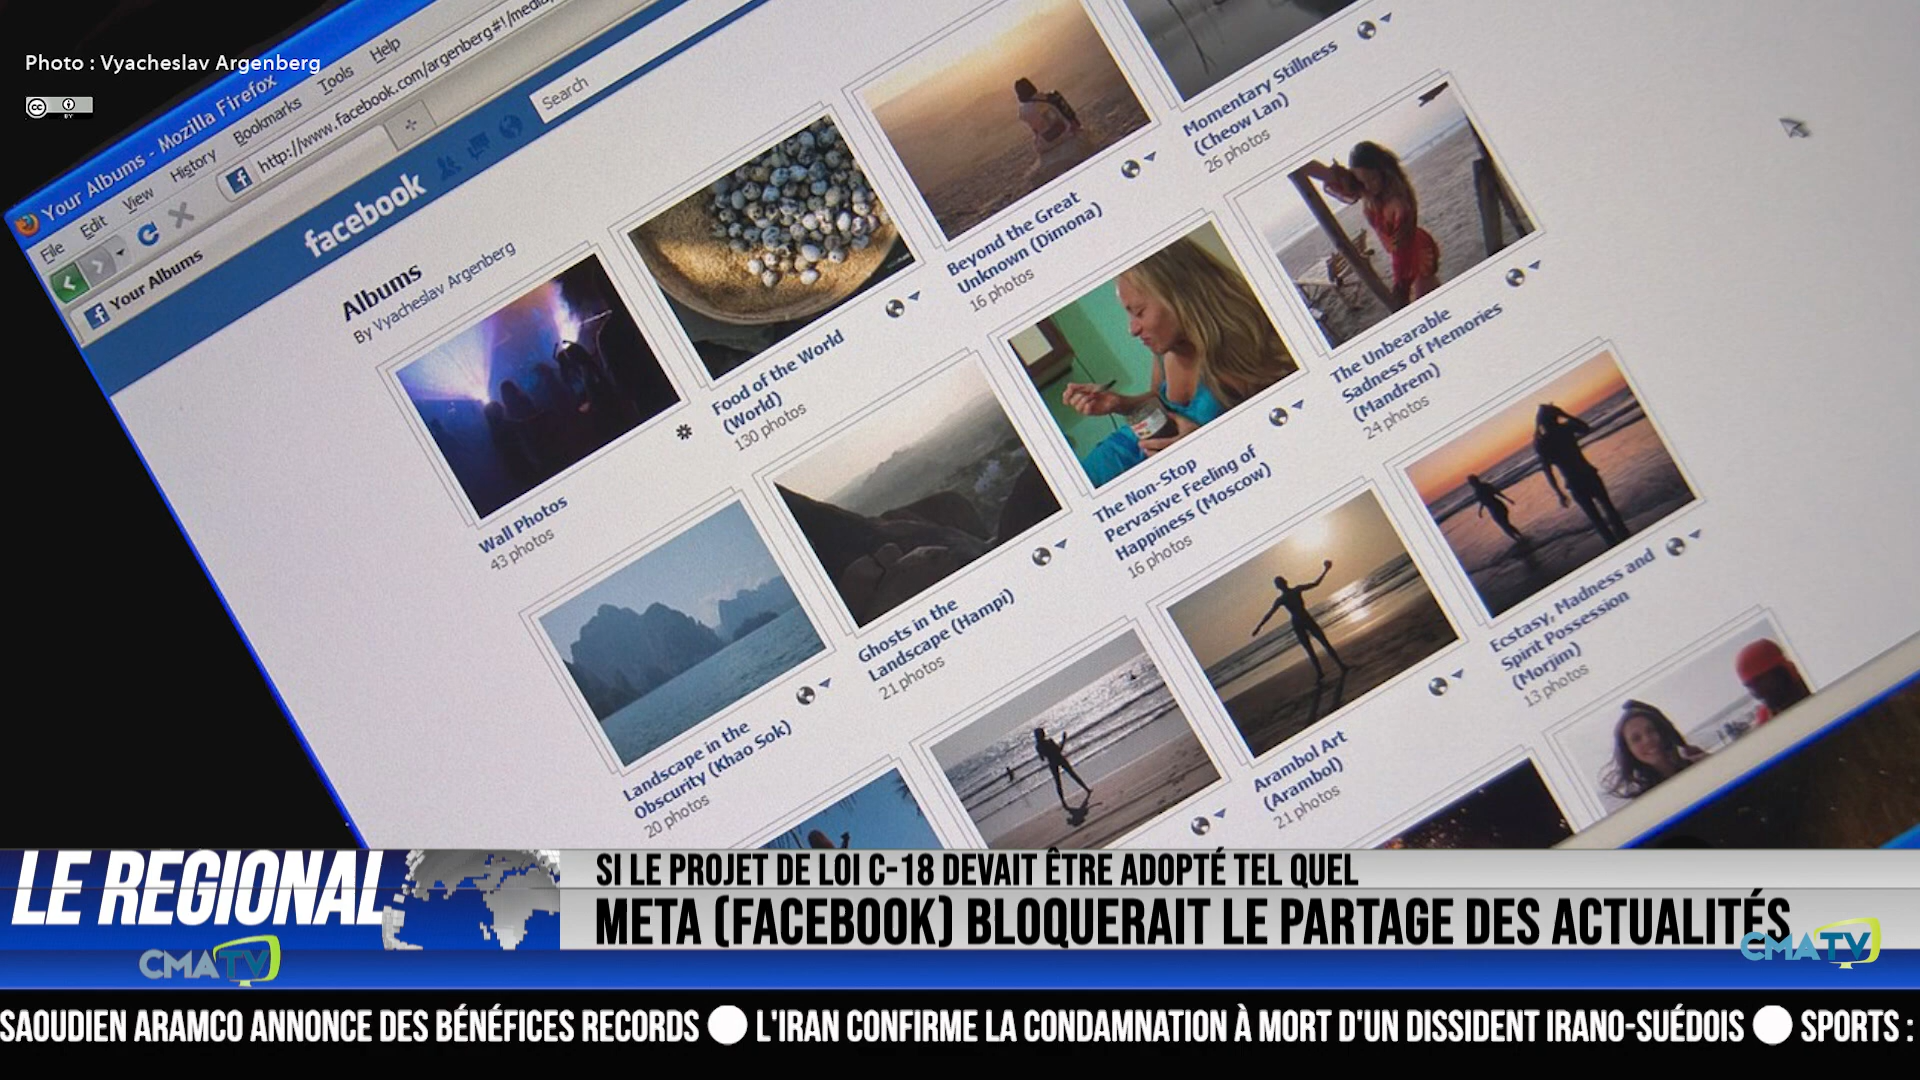 Photo : Vyacheslav Argenberg
CC
BY
Your Albums - Mozilla Firefox
File Edit View History Bookmarks Tools Help
http://www.facebook.com/argenberg#!/media
Your Albums
facebook
Search
Albums
By Vyacheslav Argenberg
Wall Photos
43 photos
Food of the World
(World)
130 photos
Beyond the Great
Unknown (Dimona)
16 photos
Momentary Stillness
(Cheow Lan)
26 photos
Landscape in the
Obscurity (Khao Sok)
20 photos
Ghosts in the
Landscape (Hampi)
21 photos
The Non-Stop
Pervasive Feeling of
Happiness (Moscow)
16 photos
The Unbearable
Sadness of Memories
(Mandrem)
24 photos
Arambol Art
(Arambol)
21 photos
Ecstasy, Madness and
Spirit Possession
(Morjim)
13 photos
LE REGIONAL
CMATV
SI LE PROJET DE LOI C-18 DEVAIT ÊTRE ADOPTÉ TEL QUEL
META (FACEBOOK) BLOQUERAIT LE PARTAGE DES ACTUALITÉS
CMATV
SAOUDIEN ARAMCO ANNONCE DES BÉNÉFICES RECORDS ⚪ L'IRAN CONFIRME LA CONDAMNATION À MORT D'UN DISSIDENT IRANO-SUÉDOIS ⚪ SPORTS :